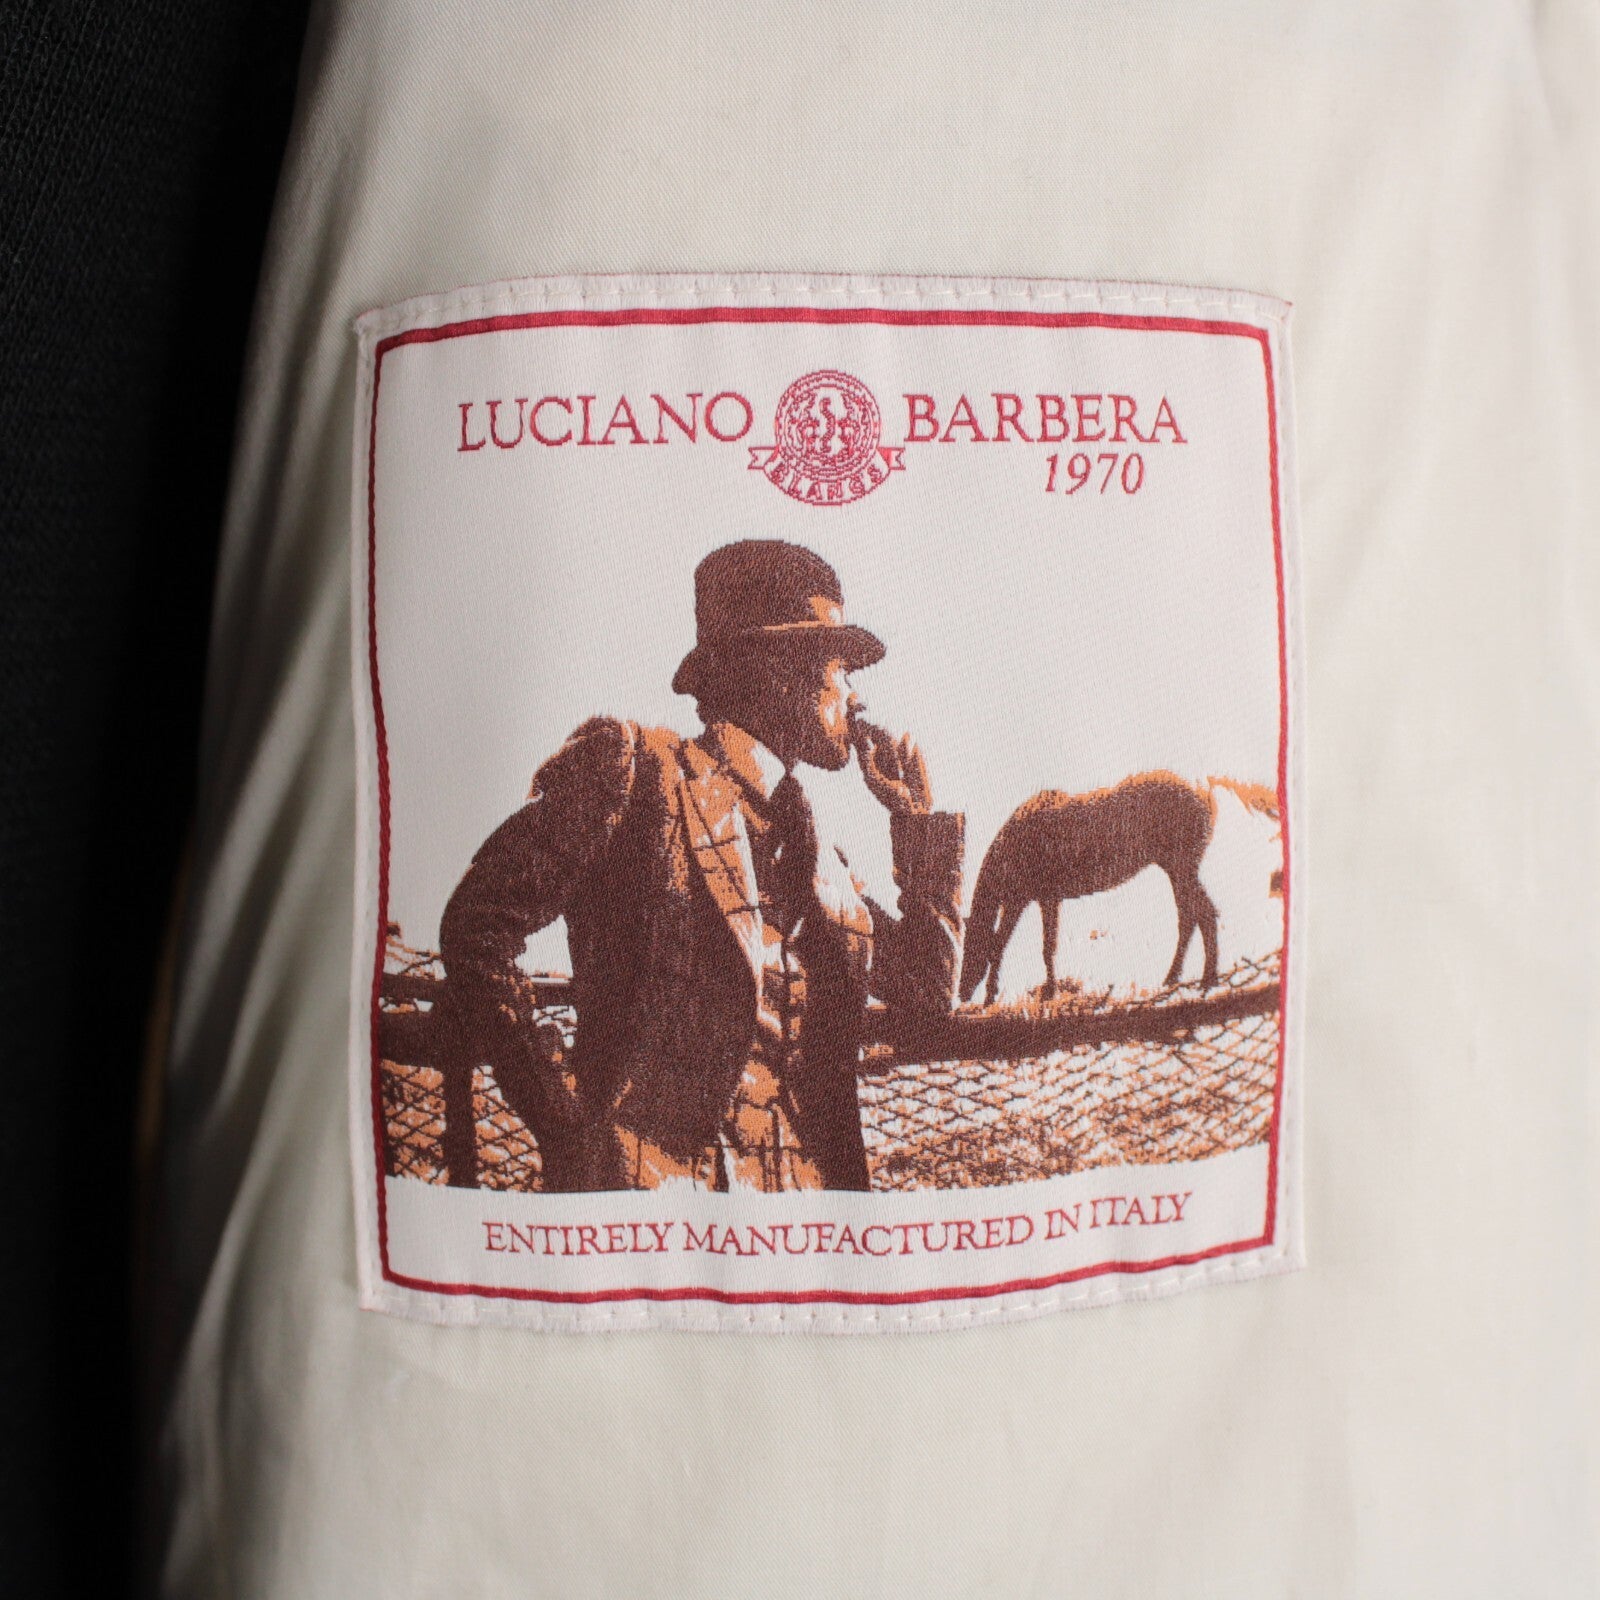 LUCIANO BARBERA
1970
ENTIRELY MANUFACTURED IN ITALY